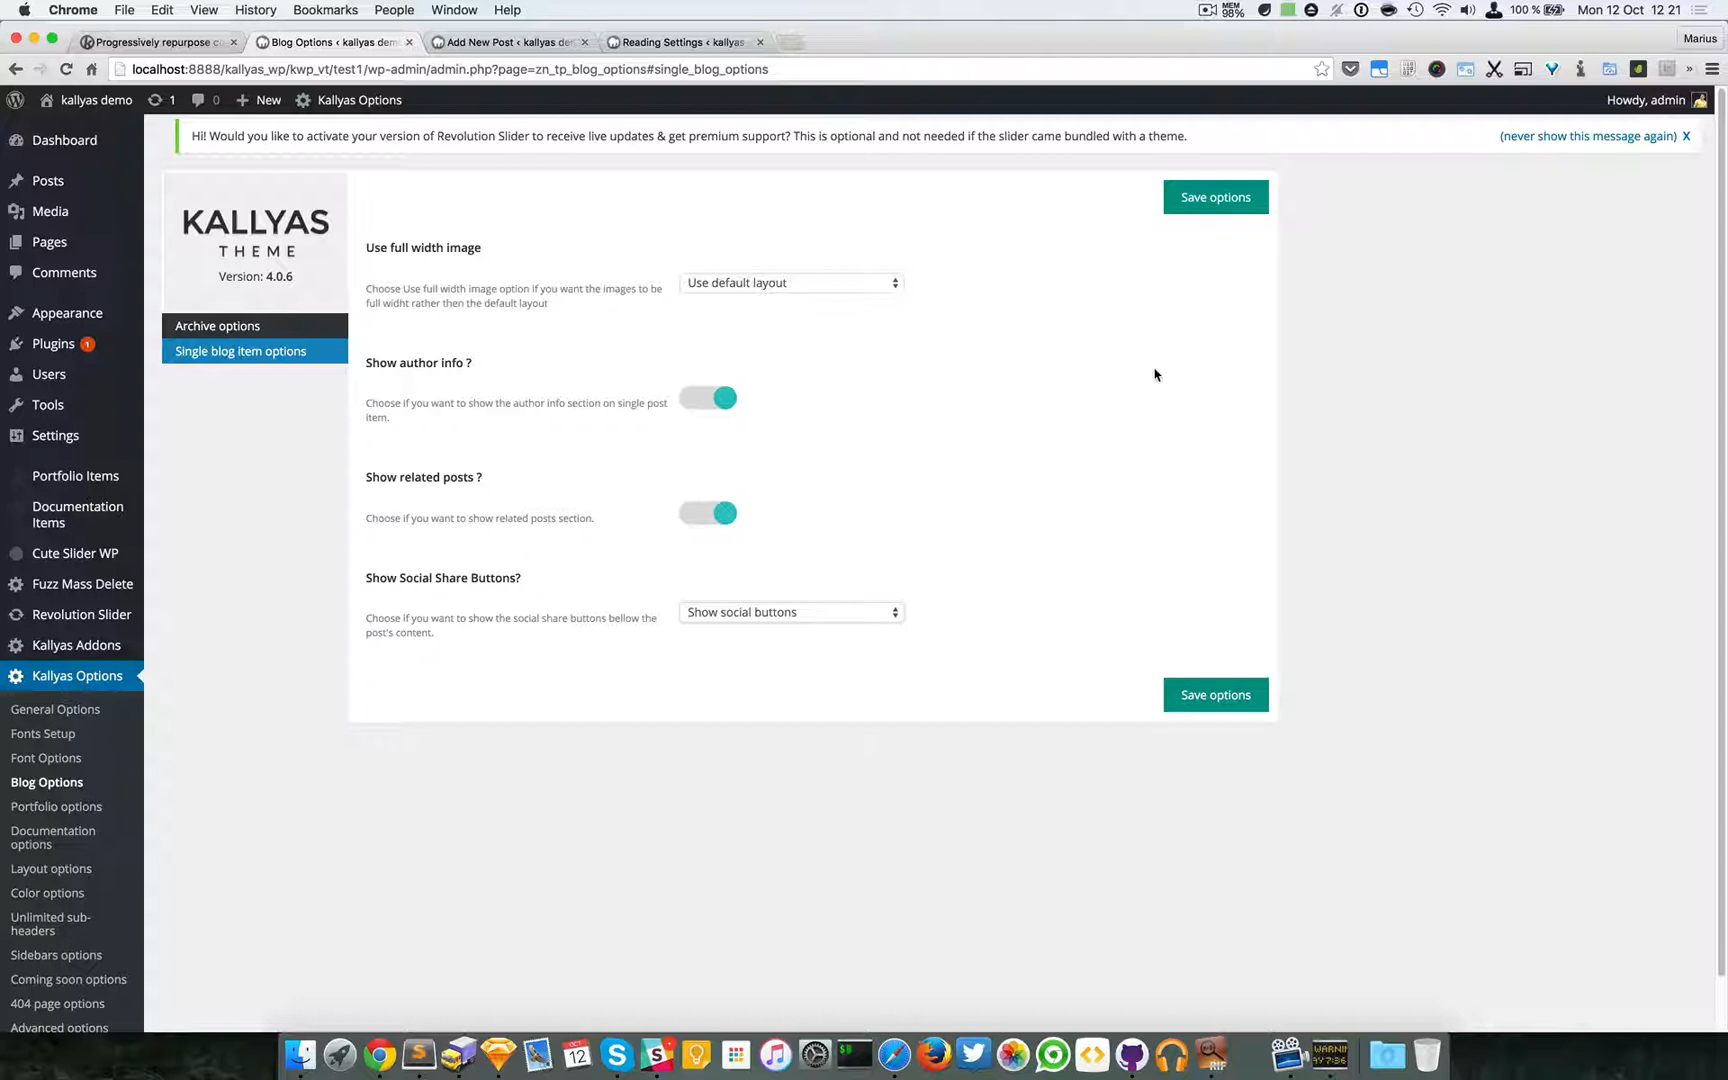 Chrome File Edit View History Bookmarks People Window Help MEM 98% 100 % Mon 12 Oct 12 21
Progressively repurpose c Blog Options ‹ kallyas dem Add New Post ‹ kallyas de Reading Settings ‹ kallyas Marius
localhost:8888/kallyas_wp/kwp_vt/test1/wp-admin/admin.php?page=zn_tp_blog_options#single_blog_options
kallyas demo 1 0 New Kallyas Options Howdy, admin
Hi! Would you like to activate your version of Revolution Slider to receive live updates & get premium support? This is optional and not needed if the slider came bundled with a theme. (never show this message again) X
Dashboard
Posts
Media
Pages
Comments
Appearance
Plugins 1
Users
Tools
Settings
Portfolio Items
Documentation
Items
Cute Slider WP
Fuzz Mass Delete
Revolution Slider
Kallyas Addons
Kallyas Options
General Options
Fonts Setup
Font Options
Blog Options
Portfolio options
Documentation
options
Layout options
Color options
Unlimited sub-
headers
Sidebars options
Coming soon options
404 page options
Advanced options
KALLYAS
THEME
Version: 4.0.6
Archive options
Single blog item options
Save options
Use full width image
Choose Use full width image option if you want the images to be
full widht rather then the default layout
Use default layout
Show author info ?
Choose if you want to show the author info section on single post
item.
Show related posts ?
Choose if you want to show related posts section.
Show Social Share Buttons?
Choose if you want to show the social share buttons bellow the
post's content.
Show social buttons
Save options
OCT
12
RIF